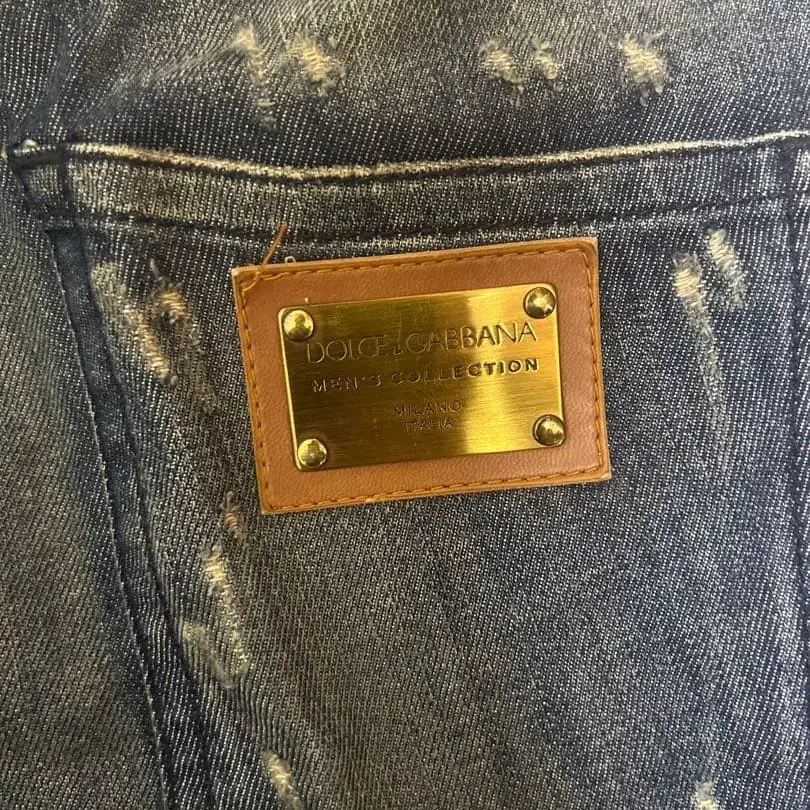 DOLCE & GABBANA
MEN'S COLLECTION
MILANO
ITALIA